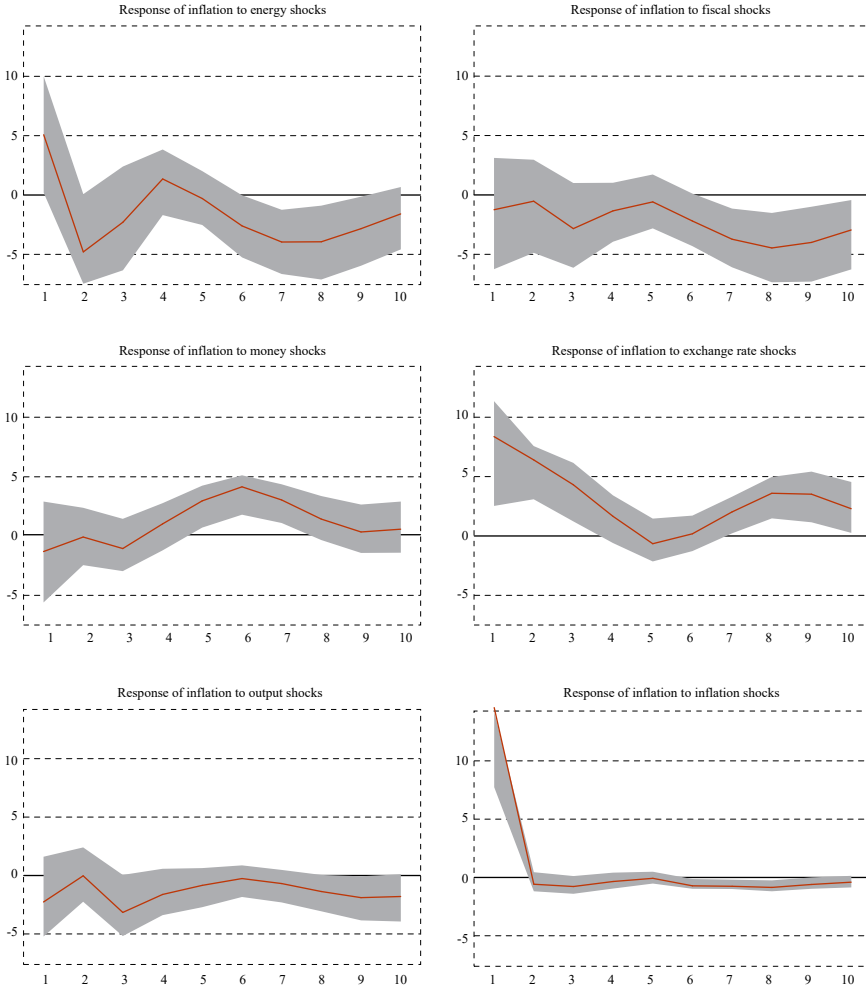 Response of inflation to energy shocks
10
5
0
-5
1 2 3 4 5 6 7 8 9 10
Response of inflation to fiscal shocks
10
5
0
-5
1 2 3 4 5 6 7 8 9 10
Response of inflation to money shocks
10
5
0
-5
1 2 3 4 5 6 7 8 9 10
Response of inflation to exchange rate shocks
10
5
0
-5
1 2 3 4 5 6 7 8 9 10
Response of inflation to output shocks
10
5
0
-5
1 2 3 4 5 6 7 8 9 10
Response of inflation to inflation shocks
10
5
0
-5
1 2 3 4 5 6 7 8 9 10